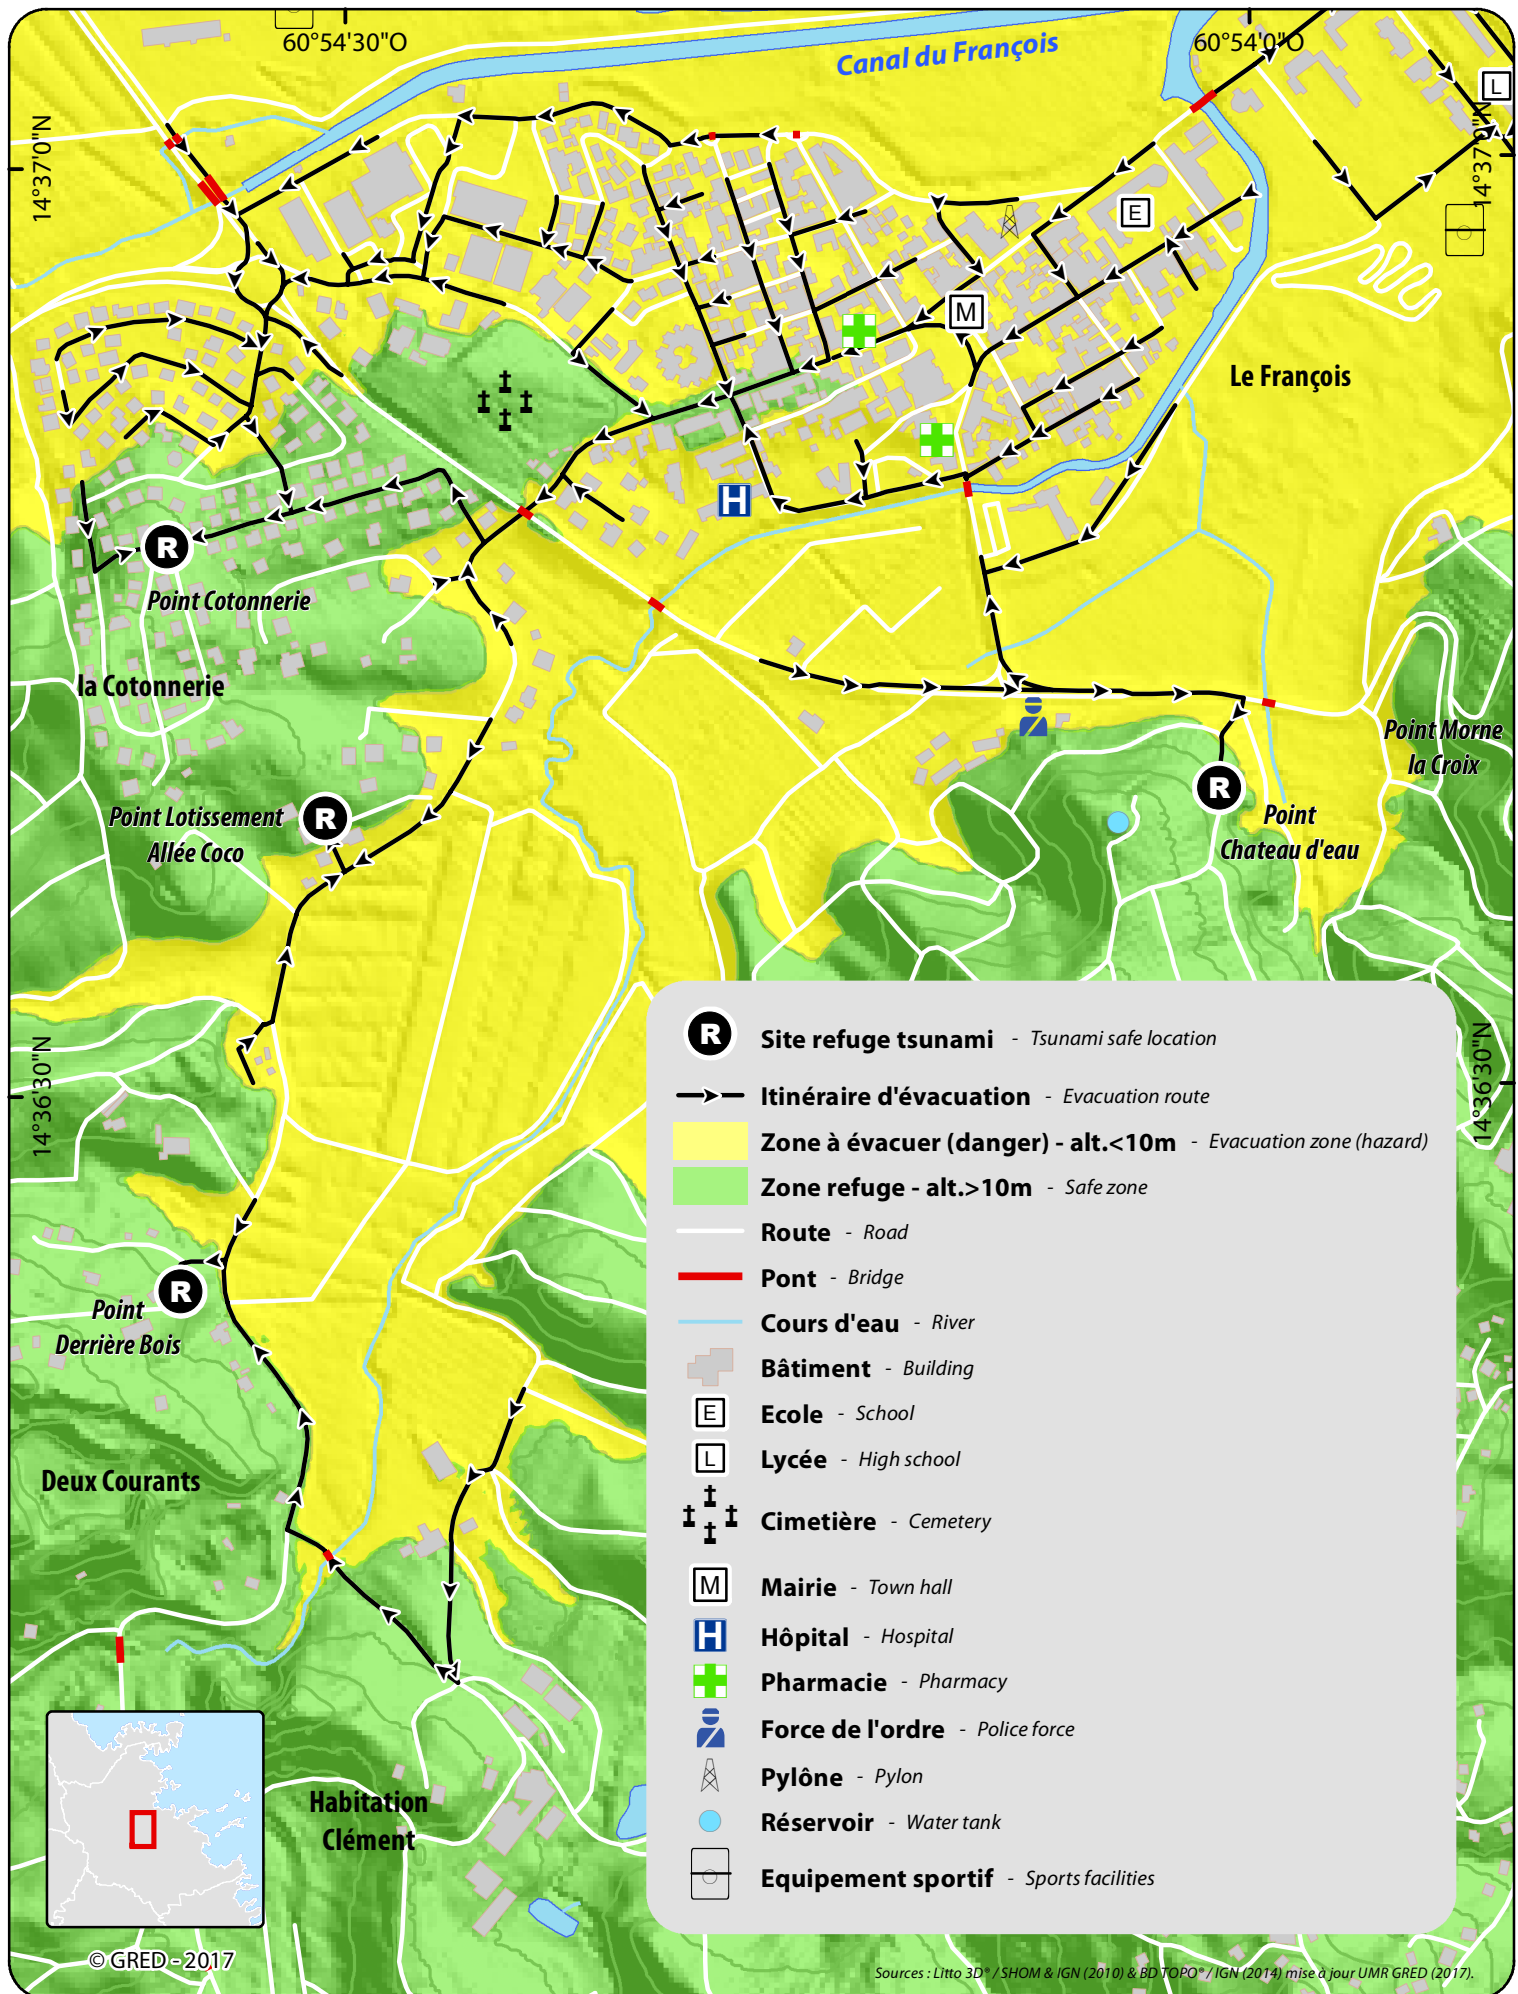 60°54'30"O
60°54'0"O
Canal du François
L
14°37'0"N
14°37'0"N
E
M
Le François
H
R
Point Cotonnerie
la Cotonnerie
Point Morne
la Croix
R
Point Lotissement
Allée Coco
R
Point
Chateau d'eau
14°36'30"N
14°36'30"N
R
Point
Derrière Bois
Deux Courants
Habitation
Clément
R Site refuge tsunami - Tsunami safe location
Itinéraire d'évacuation - Evacuation route
Zone à évacuer (danger) - alt.<10m - Evacuation zone (hazard)
Zone refuge - alt.>10m - Safe zone
Route - Road
Pont - Bridge
Cours d'eau - River
Bâtiment - Building
E Ecole - School
L Lycée - High school
Cimetière - Cemetery
M Mairie - Town hall
H Hôpital - Hospital
Pharmacie - Pharmacy
Force de l'ordre - Police force
Pylône - Pylon
Réservoir - Water tank
Equipement sportif - Sports facilities
© GRED - 2017
Sources : Litto 3D® / SHOM & IGN (2010) & BD TOPO® / IGN (2014) mise à jour UMR GRED (2017).